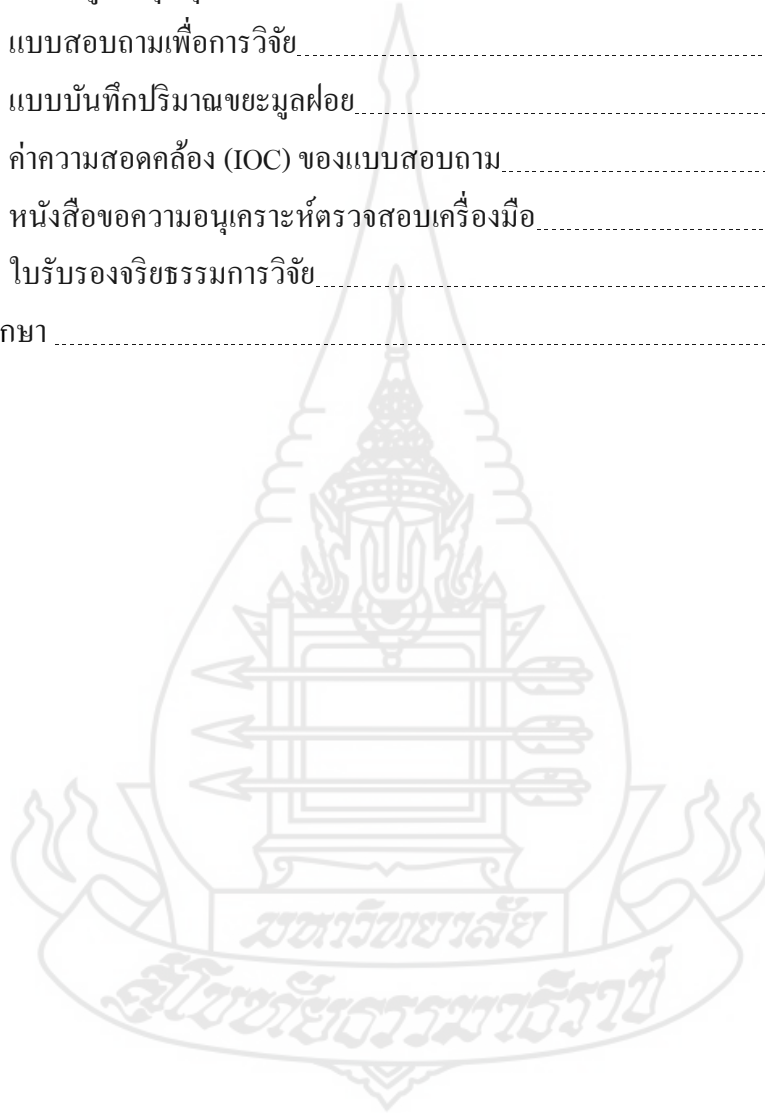 แบบสอบถามเพื่อการวิจัย
แบบบันทึกปริมาณขยะมูลฝอย
ค่าความสอดคล้อง (IOC) ของแบบสอบถาม
หนังสือขอความอนุเคราะห์ตรวจสอบเครื่องมือ
ใบรับรองจริยธรรมการวิจัย
กษา
มหาวิทยาลัย
สุโขทัยธรรมาธิราช